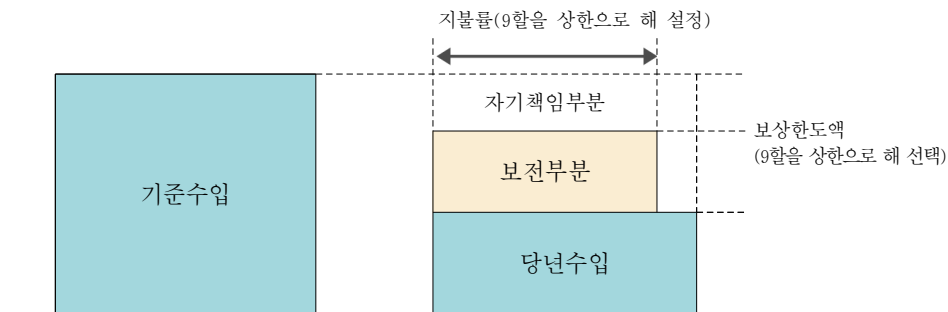 지불률(9할을 상한으로 해 설정)
자기책임부분
보상한도액
(9할을 상한으로 해 선택)
보전부분
기준수입
당년수입